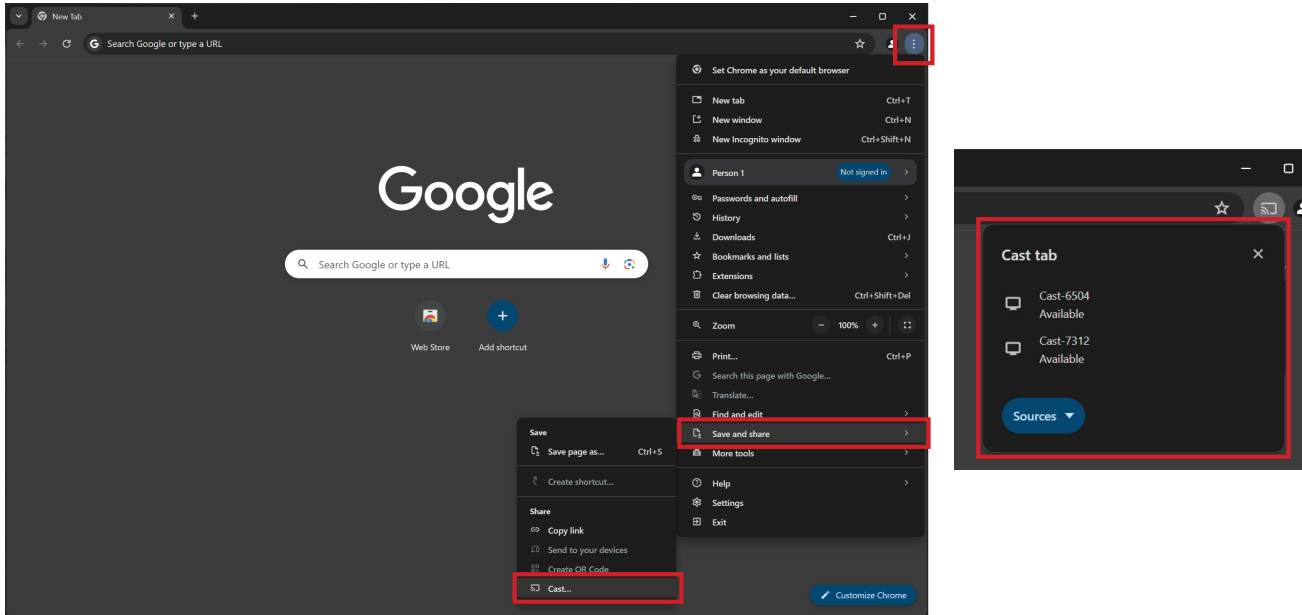 New Tab
Search Google or type a URL
Set Chrome as your default browser
New tab Ctrl+T
New window Ctrl+N
New Incognito window Ctrl+Shift+N
Person 1 Not signed in
Passwords and autofill
History
Downloads Ctrl+J
Bookmarks and lists
Extensions
Clear browsing data... Ctrl+Shift+Del
Zoom - 100% +
Print... Ctrl+P
Search this page with Google...
Translate...
Find and edit
Save and share
More tools
Help
Settings
Exit
Google
Search Google or type a URL
Web Store Add shortcut
Save
Save page as... Ctrl+S
Create shortcut...
Share
Copy link
Send to your devices
Create QR Code
Cast...
Customize Chrome
Cast tab
Cast-6504
Available
Cast-7312
Available
Sources